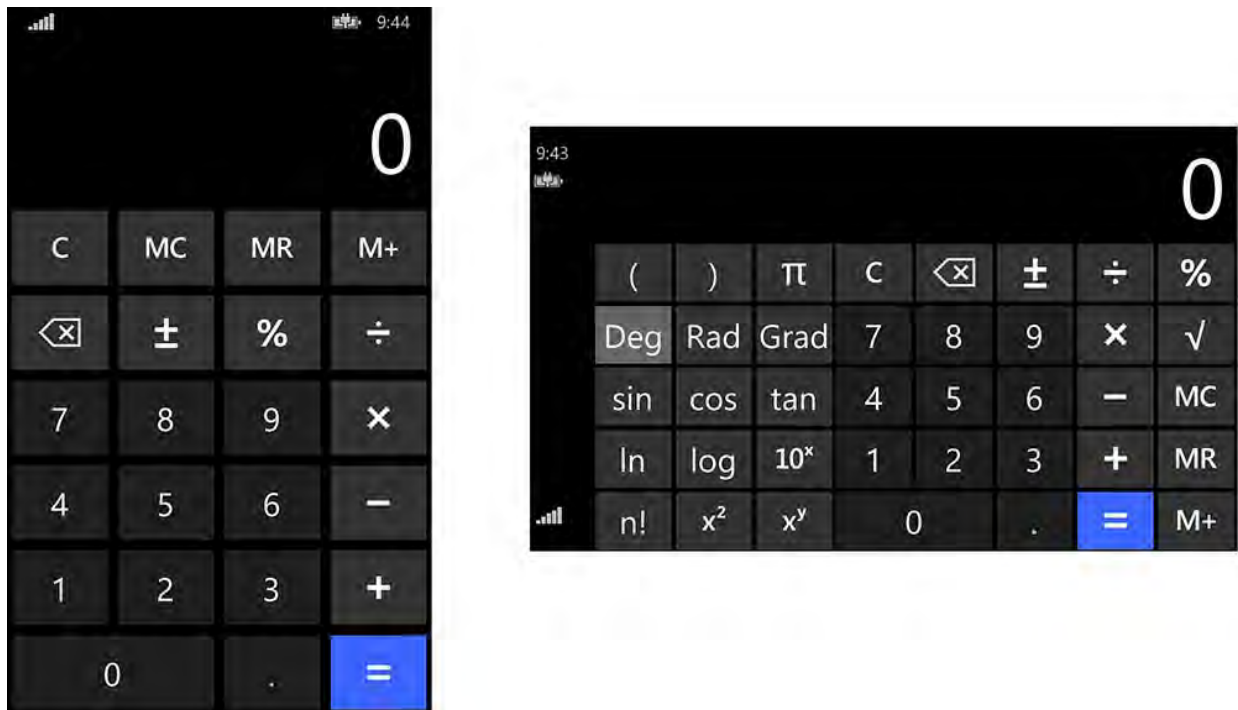 9:44
0
C MC MR M+
± % ÷
7 8 9 ×
4 5 6 −
1 2 3 +
0 . =
9:43
0
( ) π C ± ÷ %
Deg Rad Grad 7 8 9 × √
sin cos tan 4 5 6 − MC
ln log 10ˣ 1 2 3 + MR
n! x² xʸ 0 . = M+